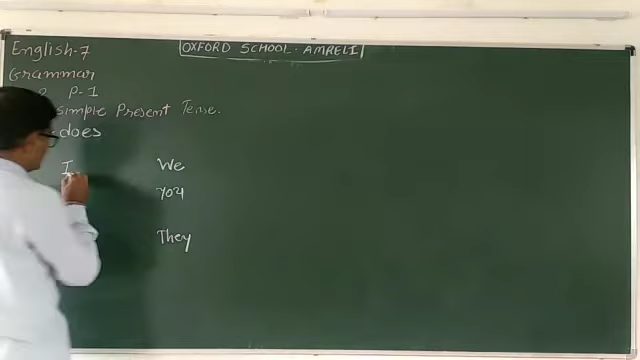 OXFORD SCHOOL - AMRELI
English-7
Grammar
P-1
Simple Present Tense.
does
I We
You
They